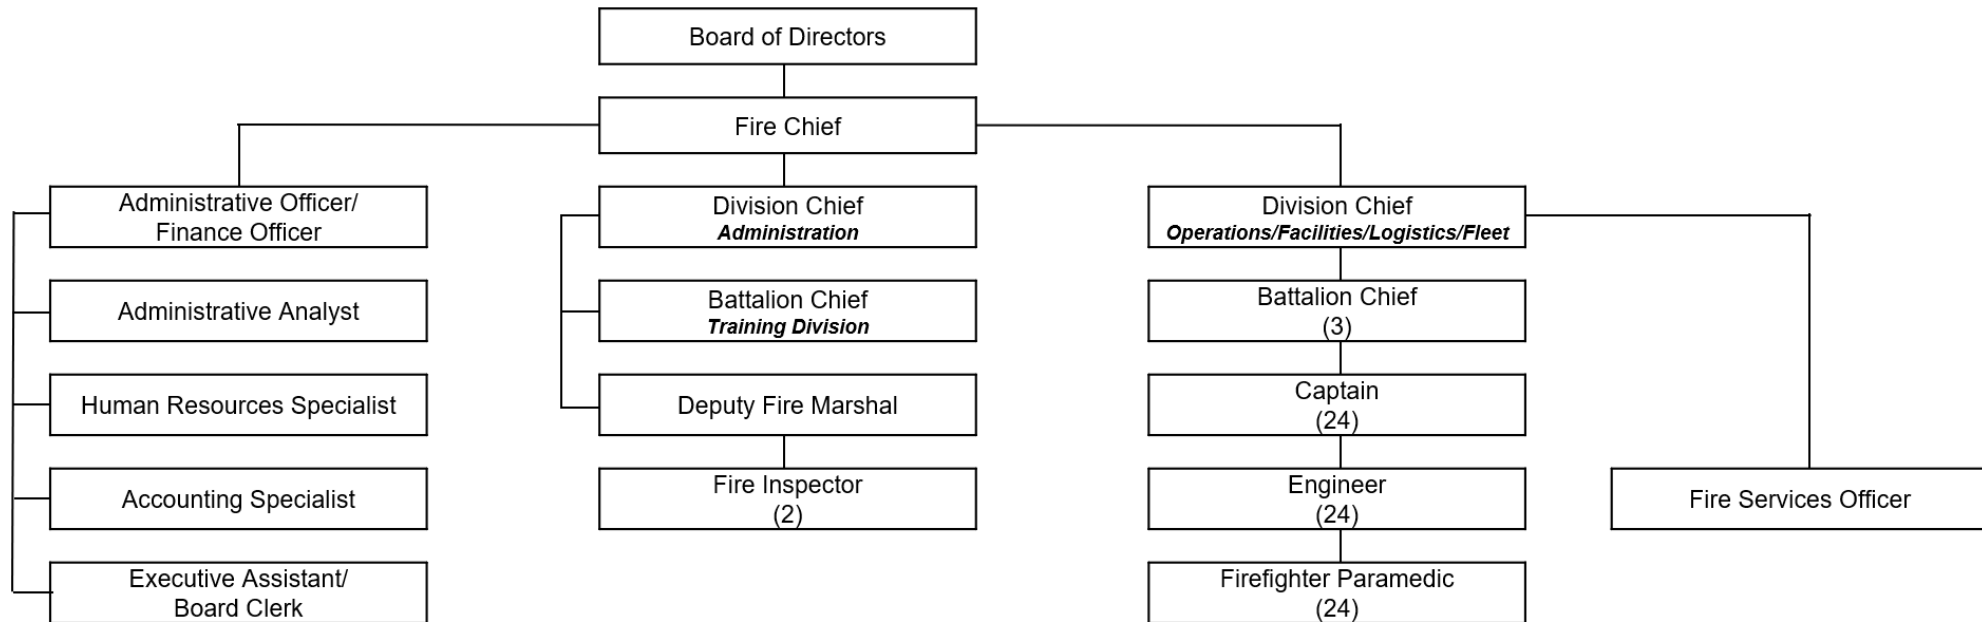 Board of Directors
Fire Chief
Administrative Officer/
Finance Officer
Administrative Analyst
Human Resources Specialist
Accounting Specialist
Executive Assistant/
Board Clerk
Division Chief
Administration
Battalion Chief
Training Division
Deputy Fire Marshal
Fire Inspector
(2)
Division Chief
Operations/Facilities/Logistics/Fleet
Battalion Chief
(3)
Captain
(24)
Engineer
(24)
Firefighter Paramedic
(24)
Fire Services Officer